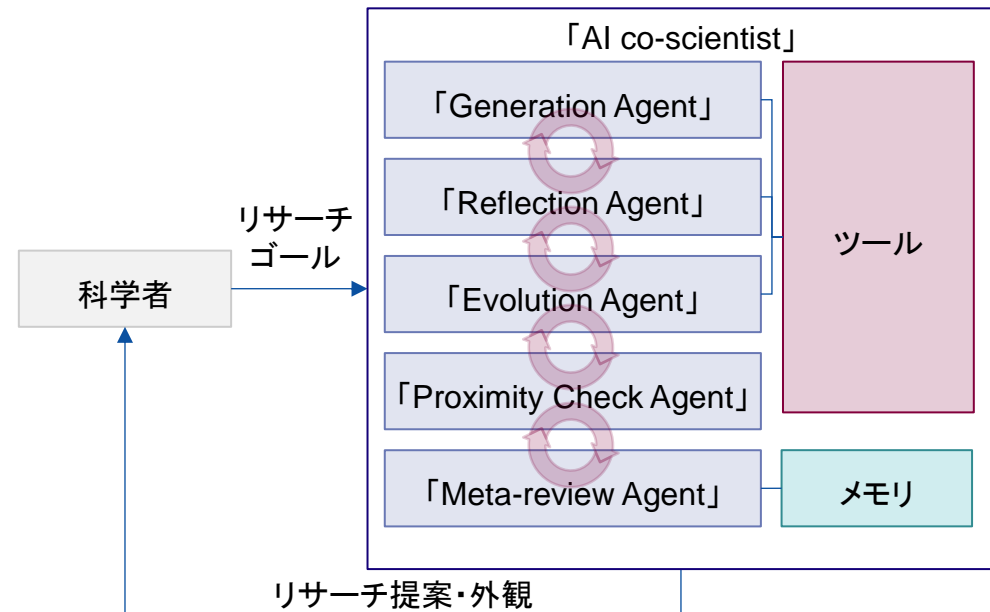 「AI co-scientist」
「Generation Agent」
「Reflection Agent」
リサーチ
ゴール
ツール
科学者
「Evolution Agent」
「Proximity Check Agent」
「Meta-review Agent」
メモリ
リサーチ提案・外観